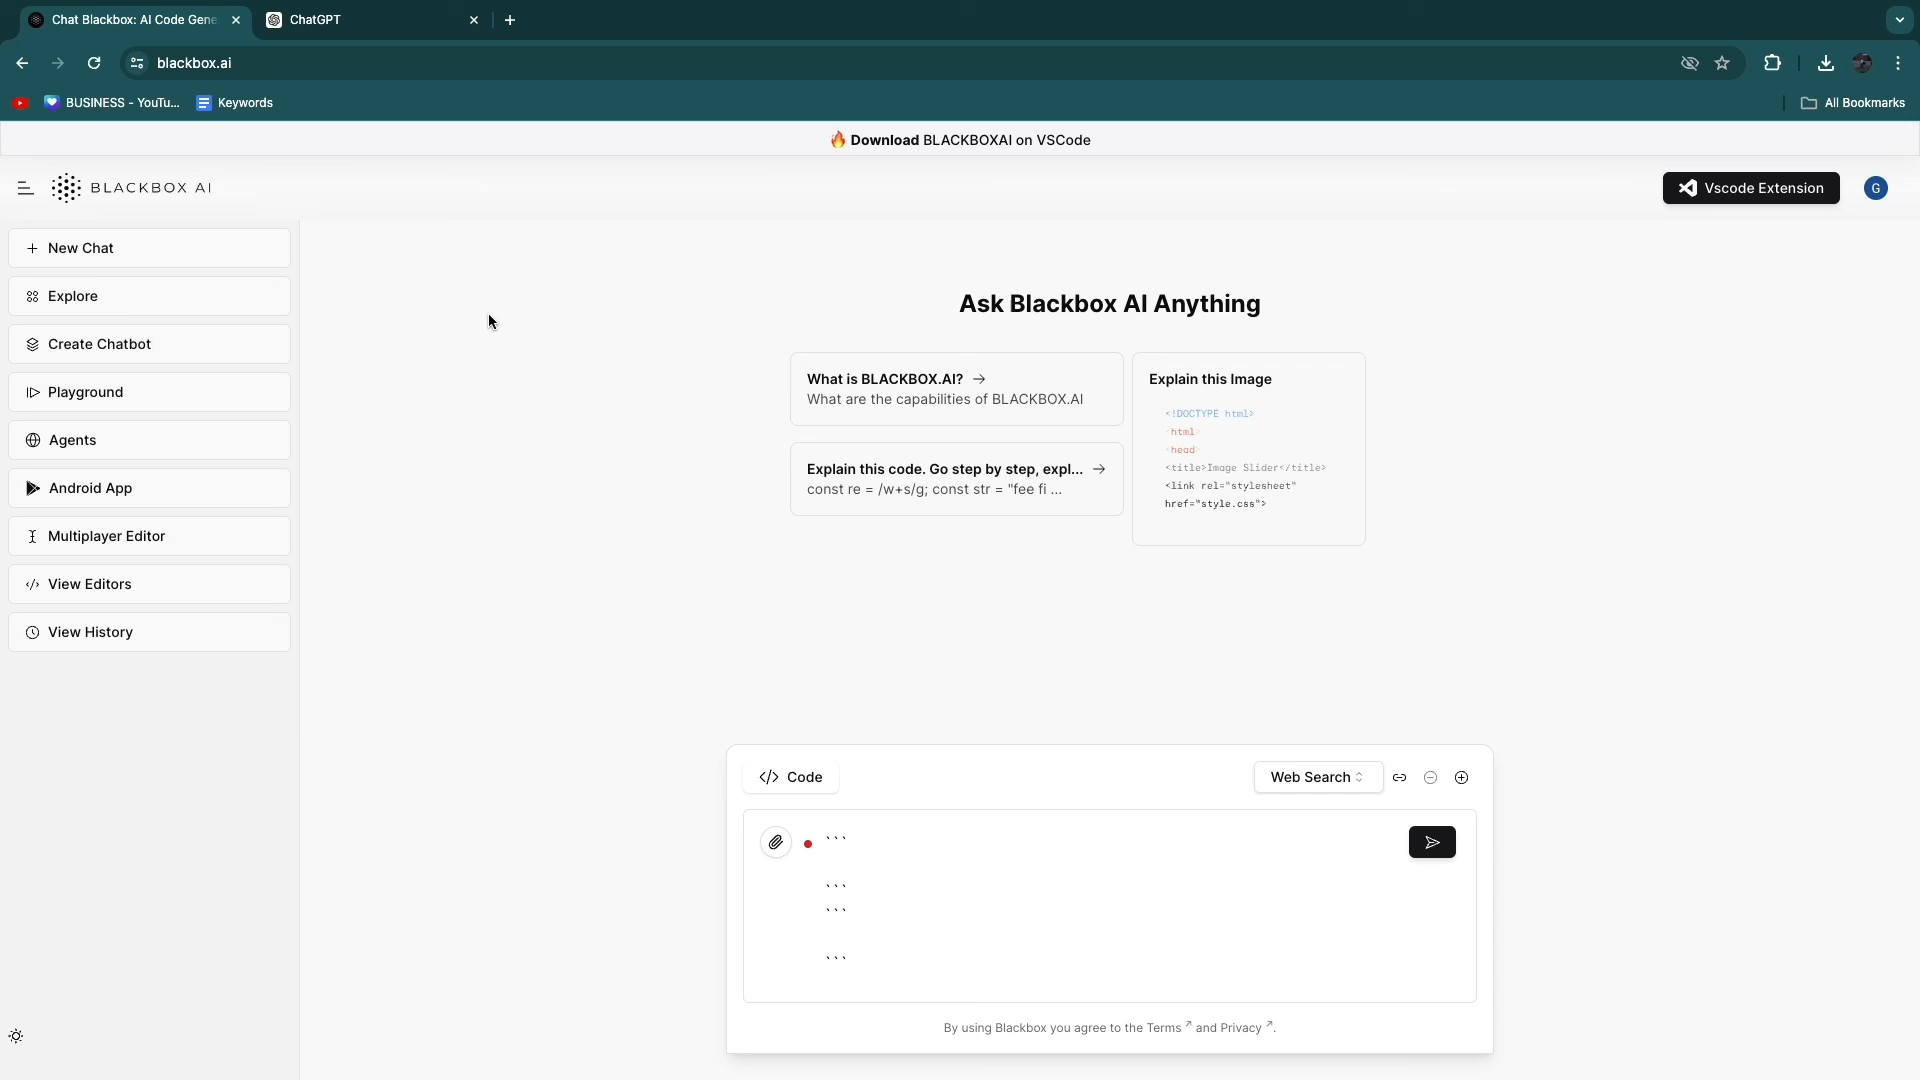 Chat Blackbox: AI Code Gene
ChatGPT
blackbox.ai
BUSINESS - YouTu...
Keywords
All Bookmarks
🔥 Download BLACKBOXAI on VSCode
BLACKBOX AI
Vscode Extension
G
New Chat
Explore
Create Chatbot
Playground
Agents
Android App
Multiplayer Editor
View Editors
View History
Ask Blackbox AI Anything
What is BLACKBOX.AI? →
What are the capabilities of BLACKBOX.AI
Explain this code. Go step by step, expl... →
const re = /w+s/g; const str = "fee fi ...
Explain this Image
<!DOCTYPE html>
html
head
<title>Image Slider</title>
<link rel="stylesheet"
href="style.css">
</> Code
Web Search
```
```
```
```
By using Blackbox you agree to the Terms ↗ and Privacy ↗.